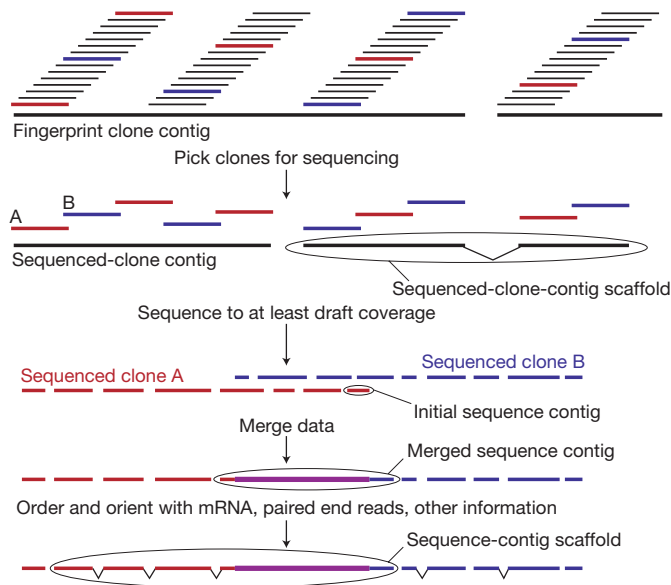 Fingerprint clone contig
Pick clones for sequencing
A
B
Sequenced-clone contig
Sequenced-clone-contig scaffold
Sequence to at least draft coverage
Sequenced clone A
Sequenced clone B
Initial sequence contig
Merge data
Merged sequence contig
Order and orient with mRNA, paired end reads, other information
Sequence-contig scaffold